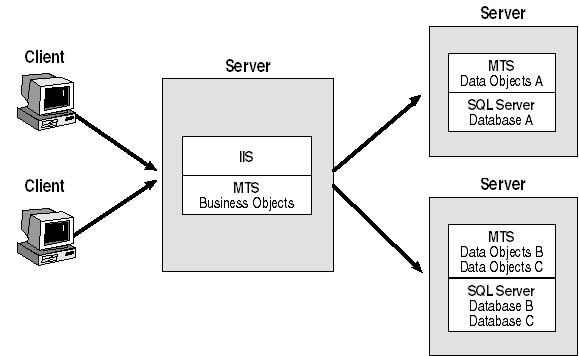 Client
Client
Server
IIS
MTS
Business Objects
Server
MTS
Data Objects A
SQL Server
Database A
Server
MTS
Data Objects B
Data Objects C
SQL Server
Database B
Database C